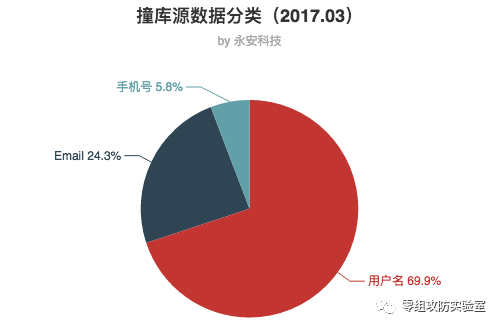 撞库源数据分类（2017.03）
by 永安科技
手机号 5.8%
Email 24.3%
用户名 69.9%
零组攻防实验室